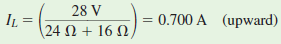 I_L = (28 V / (24 Ω + 16 Ω)) = 0.700 A (upward)